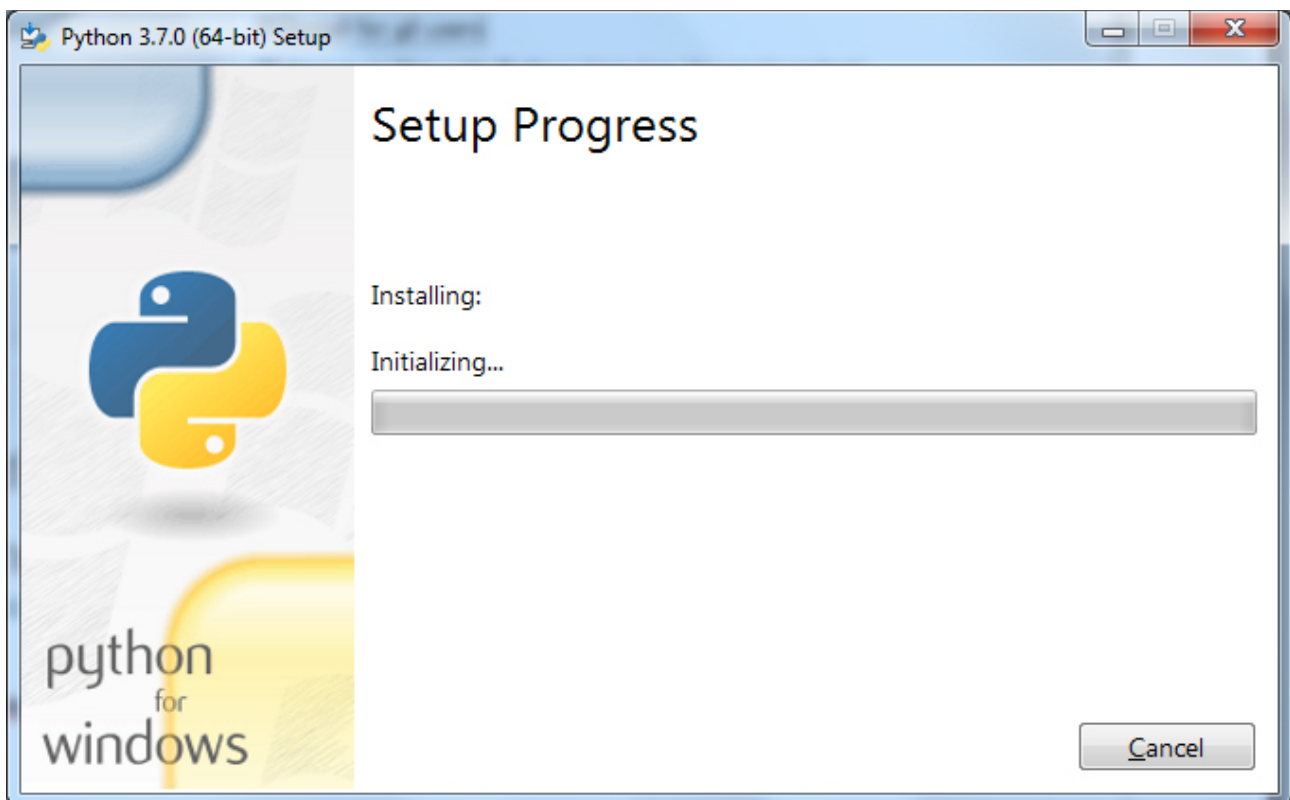 Python 3.7.0 (64-bit) Setup
Setup Progress
Installing:
Initializing...
python
for
windows
Cancel